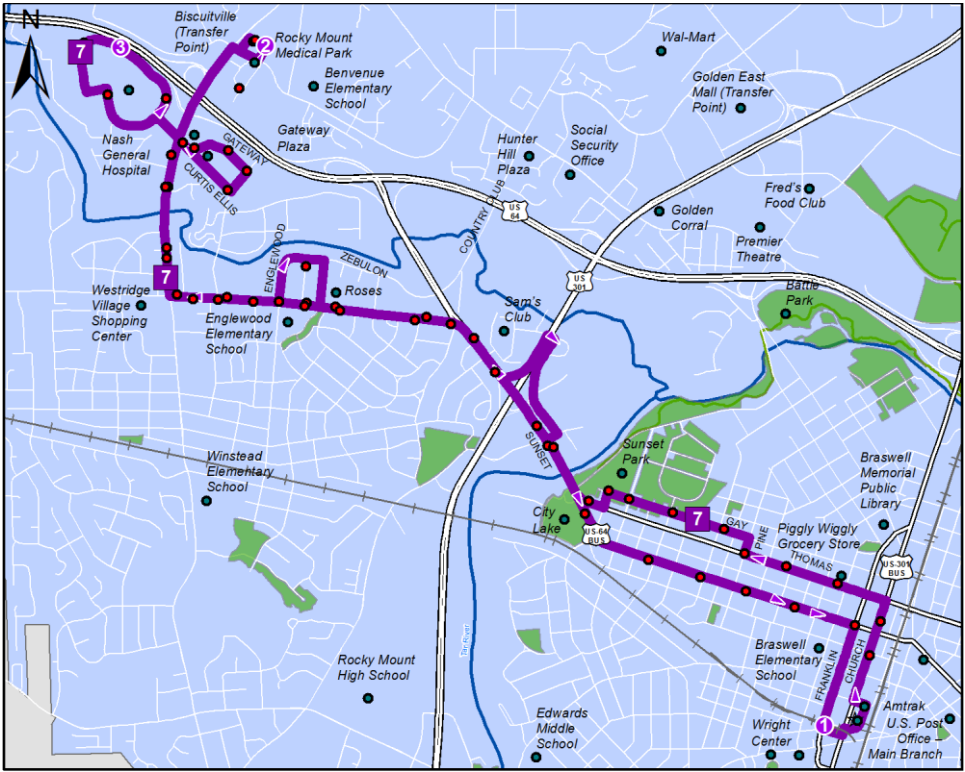 N
Biscuitville
(Transfer
Point)
3
2
Rocky Mount
Medical Park
7
Benvenue
Elementary
School
Wal-Mart
Golden East
Mall (Transfer
Point)
Nash
General
Hospital
GATEWAY
Gateway
Plaza
CURTIS ELLIS
Hunter
Hill
Plaza
Social
Security
Office
COUNTRY CLUB
US
64
Fred's
Food Club
Golden
Corral
Premier
Theatre
7
ENGLEWOOD
ZEBULON
US
301
Westridge
Village
Shopping
Center
Roses
Englewood
Elementary
School
Sam's
Club
Battle
Park
SUNSET
Winstead
Elementary
School
Sunset
Park
Braswell
Memorial
Public
Library
City
Lake
7
GAY
PINE
US-64
BUS
Piggly Wiggly
Grocery Store
THOMAS
US-301
BUS
Tar River
Braswell
Elementary
School
FRANKLIN
CHURCH
Rocky Mount
High School
Edwards
Middle
School
1
Wright
Center
Amtrak
U.S. Post
Office –
Main Branch